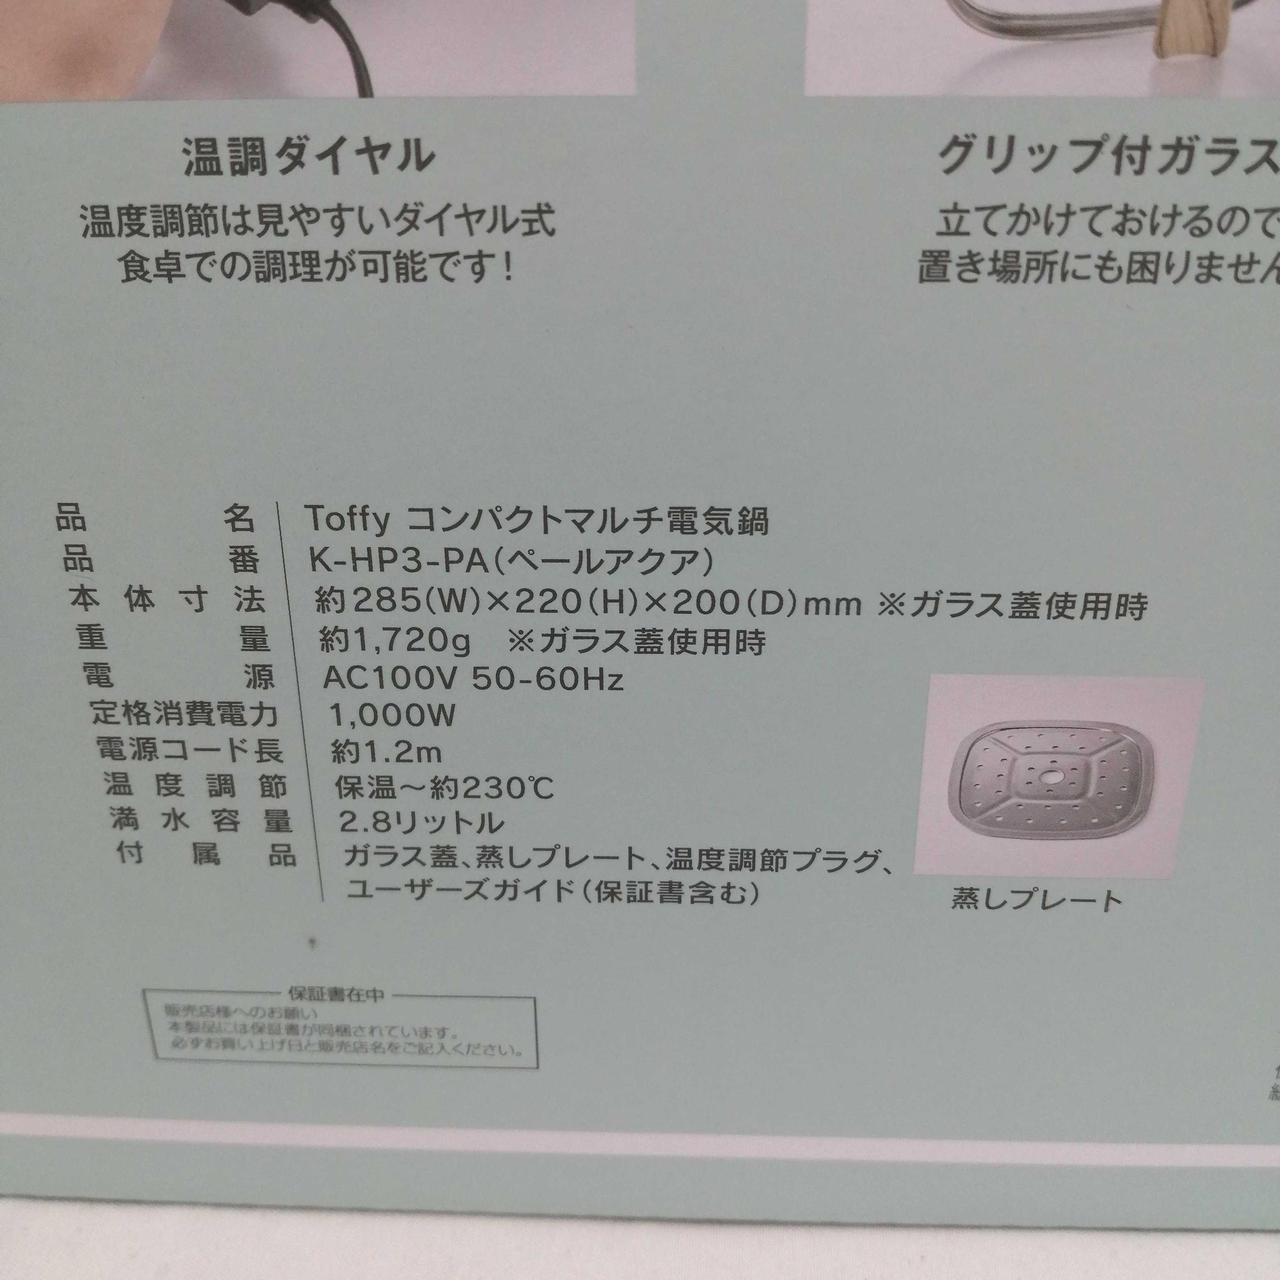 温調ダイヤル
温度調節は見やすいダイヤル式
食卓での調理が可能です！
グリップ付ガラス
立てかけておけるので
置き場所にも困りません
品名 Toffy コンパクトマルチ電気鍋
品番 K-HP3-PA（ペールアクア）
本体寸法 約285(W)×220(H)×200(D)mm ※ガラス蓋使用時
重量 約1,720g ※ガラス蓋使用時
電源 AC100V 50-60Hz
定格消費電力 1,000W
電源コード長 約1.2m
温度調節 保温～約230℃
満水容量 2.8リットル
付属品 ガラス蓋、蒸しプレート、温度調節プラグ、
ユーザーズガイド（保証書含む）
蒸しプレート
保証書在中
販売店様へのお願い
本製品には保証書が同梱されています。
必ずお買い上げ日と販売店名をご記入ください。